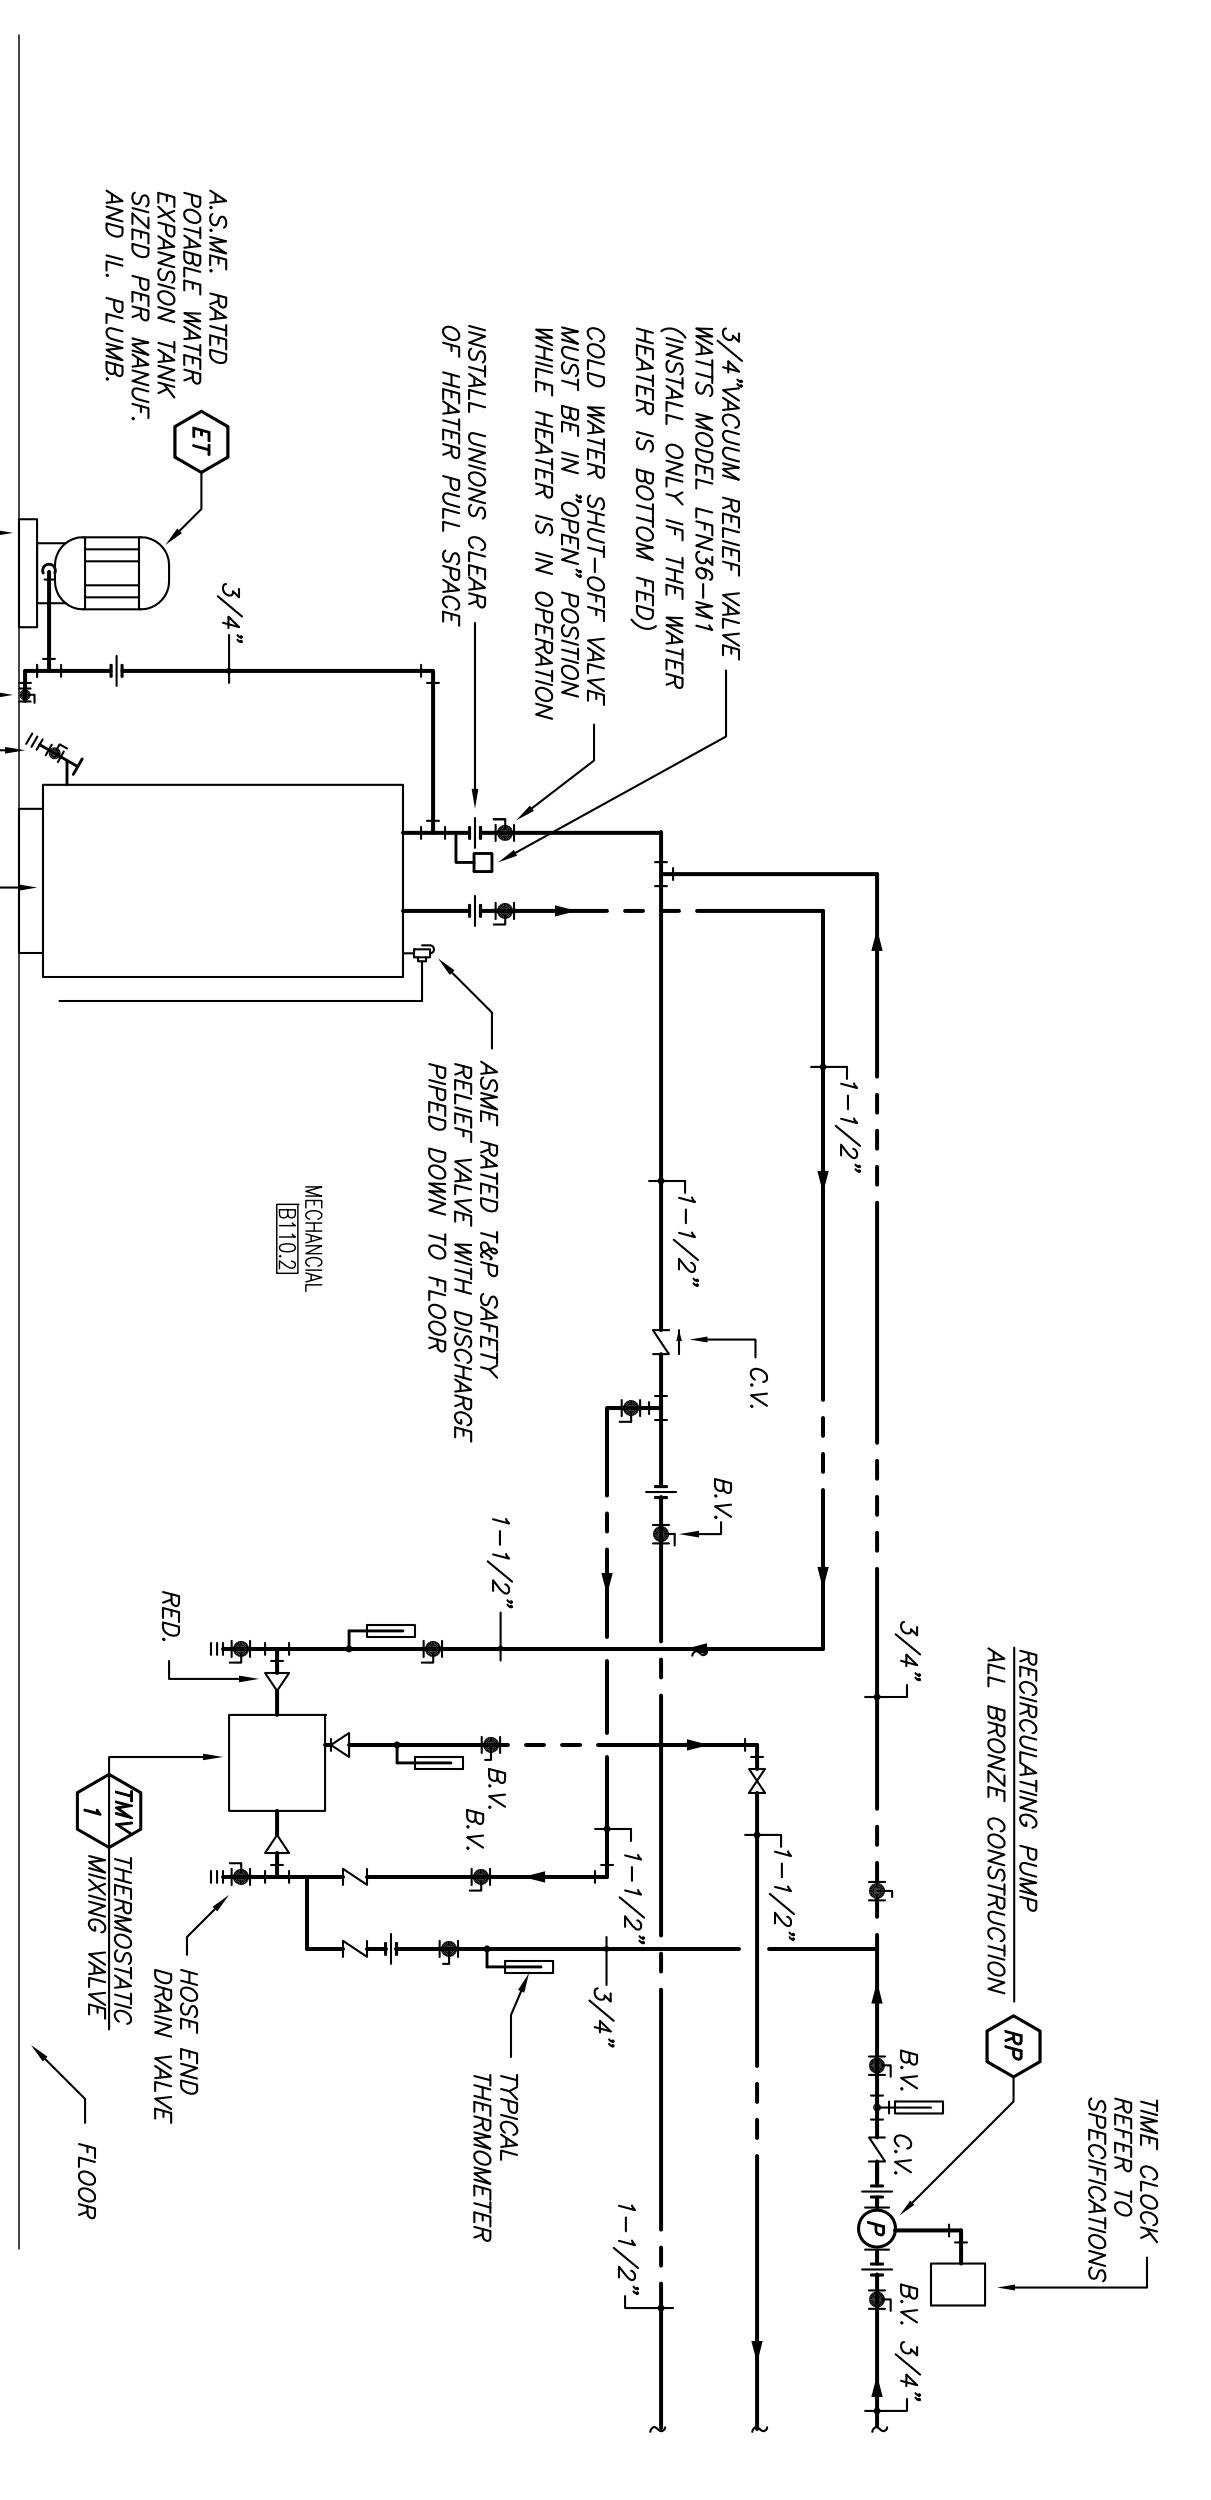 TIME CLOCK
REFER TO
SPECIFICATIONS
RECIRCULATING PUMP
ALL BRONZE CONSTRUCTION
RP
3/4"
B.V.
C.V.
P
B.V. 3/4"
1-1/2"
3/4"VACUUM RELIEF VALVE
WATTS MODEL LFN36-M1
(INSTALL ONLY IF THE WATER
HEATER IS BOTTOM FED)
C.V.
1-1/2"
1-1/2"
B.V.
COLD WATER SHUT-OFF VALVE
MUST BE IN "OPEN" POSITION
WHILE HEATER IS IN OPERATION
1-1/2"
3/4"
1-1/2"
INSTALL UNIONS CLEAR
OF HEATER PULL SPACE
1-1/2"
B.V.
B.V.
TYPICAL
THERMOMETER
ASME RATED T&P SAFETY
RELIEF VALVE WITH DISCHARGE
PIPED DOWN TO FLOOR
MECHANCIAL
B110.2
3/4"
A.S.ME. RATED
POTABLE WATER
EXPANSION TANK
SIZED PER MANUF.
AND IL. PLUMB.
ET
RED.
HOSE END
DRAIN VALVE
TMV
1
THERMOSTATIC
MIXING VALVE
FLOOR